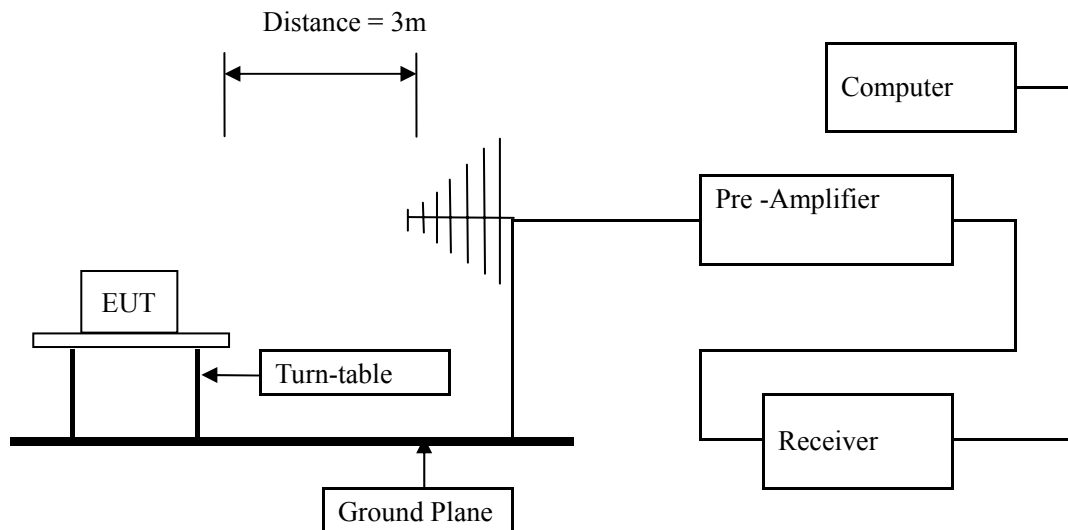 Distance = 3m
Computer
Pre -Amplifier
EUT
Turn-table
Receiver
Ground Plane